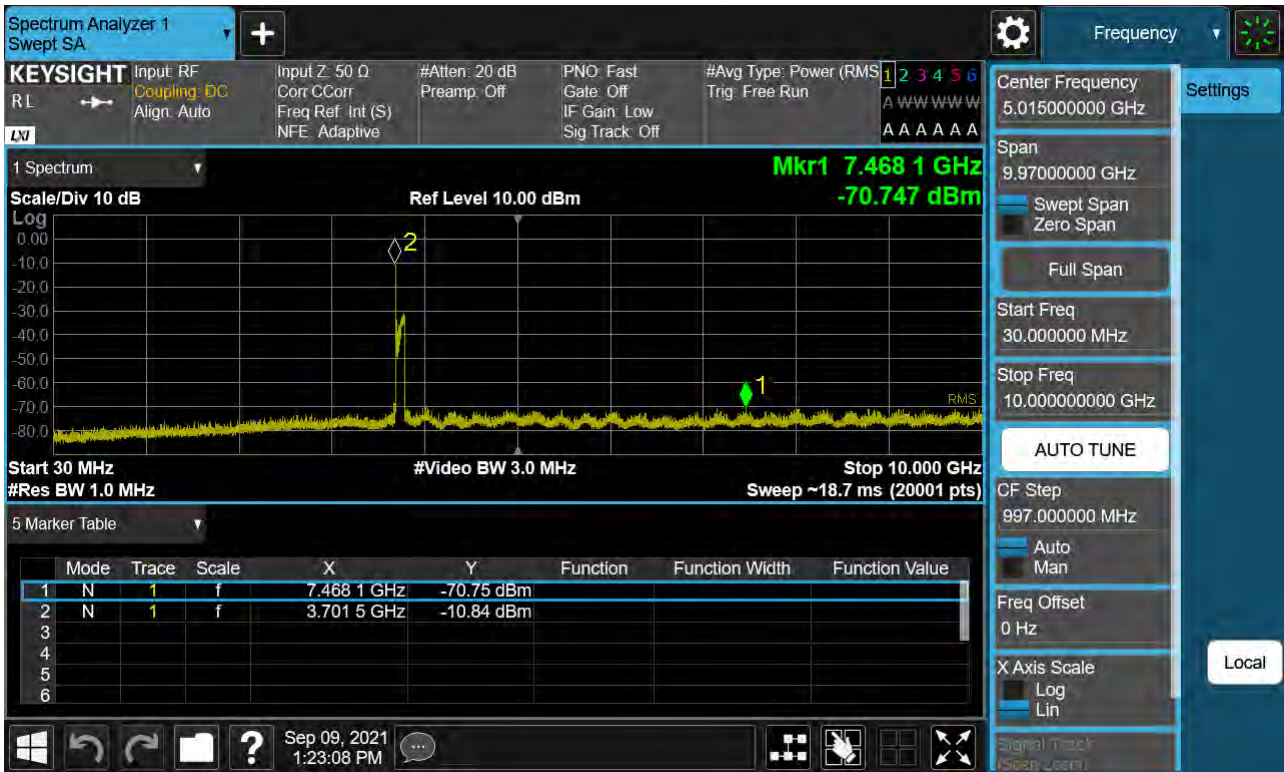 Spectrum Analyzer 1
Swept SA
+
Frequency
KEYSIGHT
RL
LXI
Input: RF
Coupling: DC
Align: Auto
Input Z: 50 Ω
Corr CCorr
Freq Ref: Int (S)
NFE: Adaptive
#Atten: 20 dB
Preamp: Off
PNO: Fast
Gate: Off
IF Gain: Low
Sig Track: Off
#Avg Type: Power (RMS
Trig: Free Run
1 2 3 4 5 6
A W W W W W
A A A A A A
1 Spectrum
Mkr1 7.468 1 GHz
Scale/Div 10 dB
Ref Level 10.00 dBm
-70.747 dBm
Log
0.00
-10.0
-20.0
-30.0
-40.0
-50.0
-60.0
-70.0
-80.0
2
1
RMS
Start 30 MHz
#Video BW 3.0 MHz
Stop 10.000 GHz
#Res BW 1.0 MHz
Sweep ~18.7 ms (20001 pts)
5 Marker Table
Mode Trace Scale X Y Function Function Width Function Value
1 N 1 f 7.468 1 GHz -70.75 dBm
2 N 1 f 3.701 5 GHz -10.84 dBm
3
4
5
6
?
Sep 09, 2021
1:23:08 PM
Center Frequency
5.015000000 GHz
Span
9.97000000 GHz
Swept Span
Zero Span
Full Span
Start Freq
30.000000 MHz
Stop Freq
10.000000000 GHz
AUTO TUNE
CF Step
997.000000 MHz
Auto
Man
Freq Offset
0 Hz
X Axis Scale
Log
Lin
Signal Track
(Span Zoom)
Settings
Local